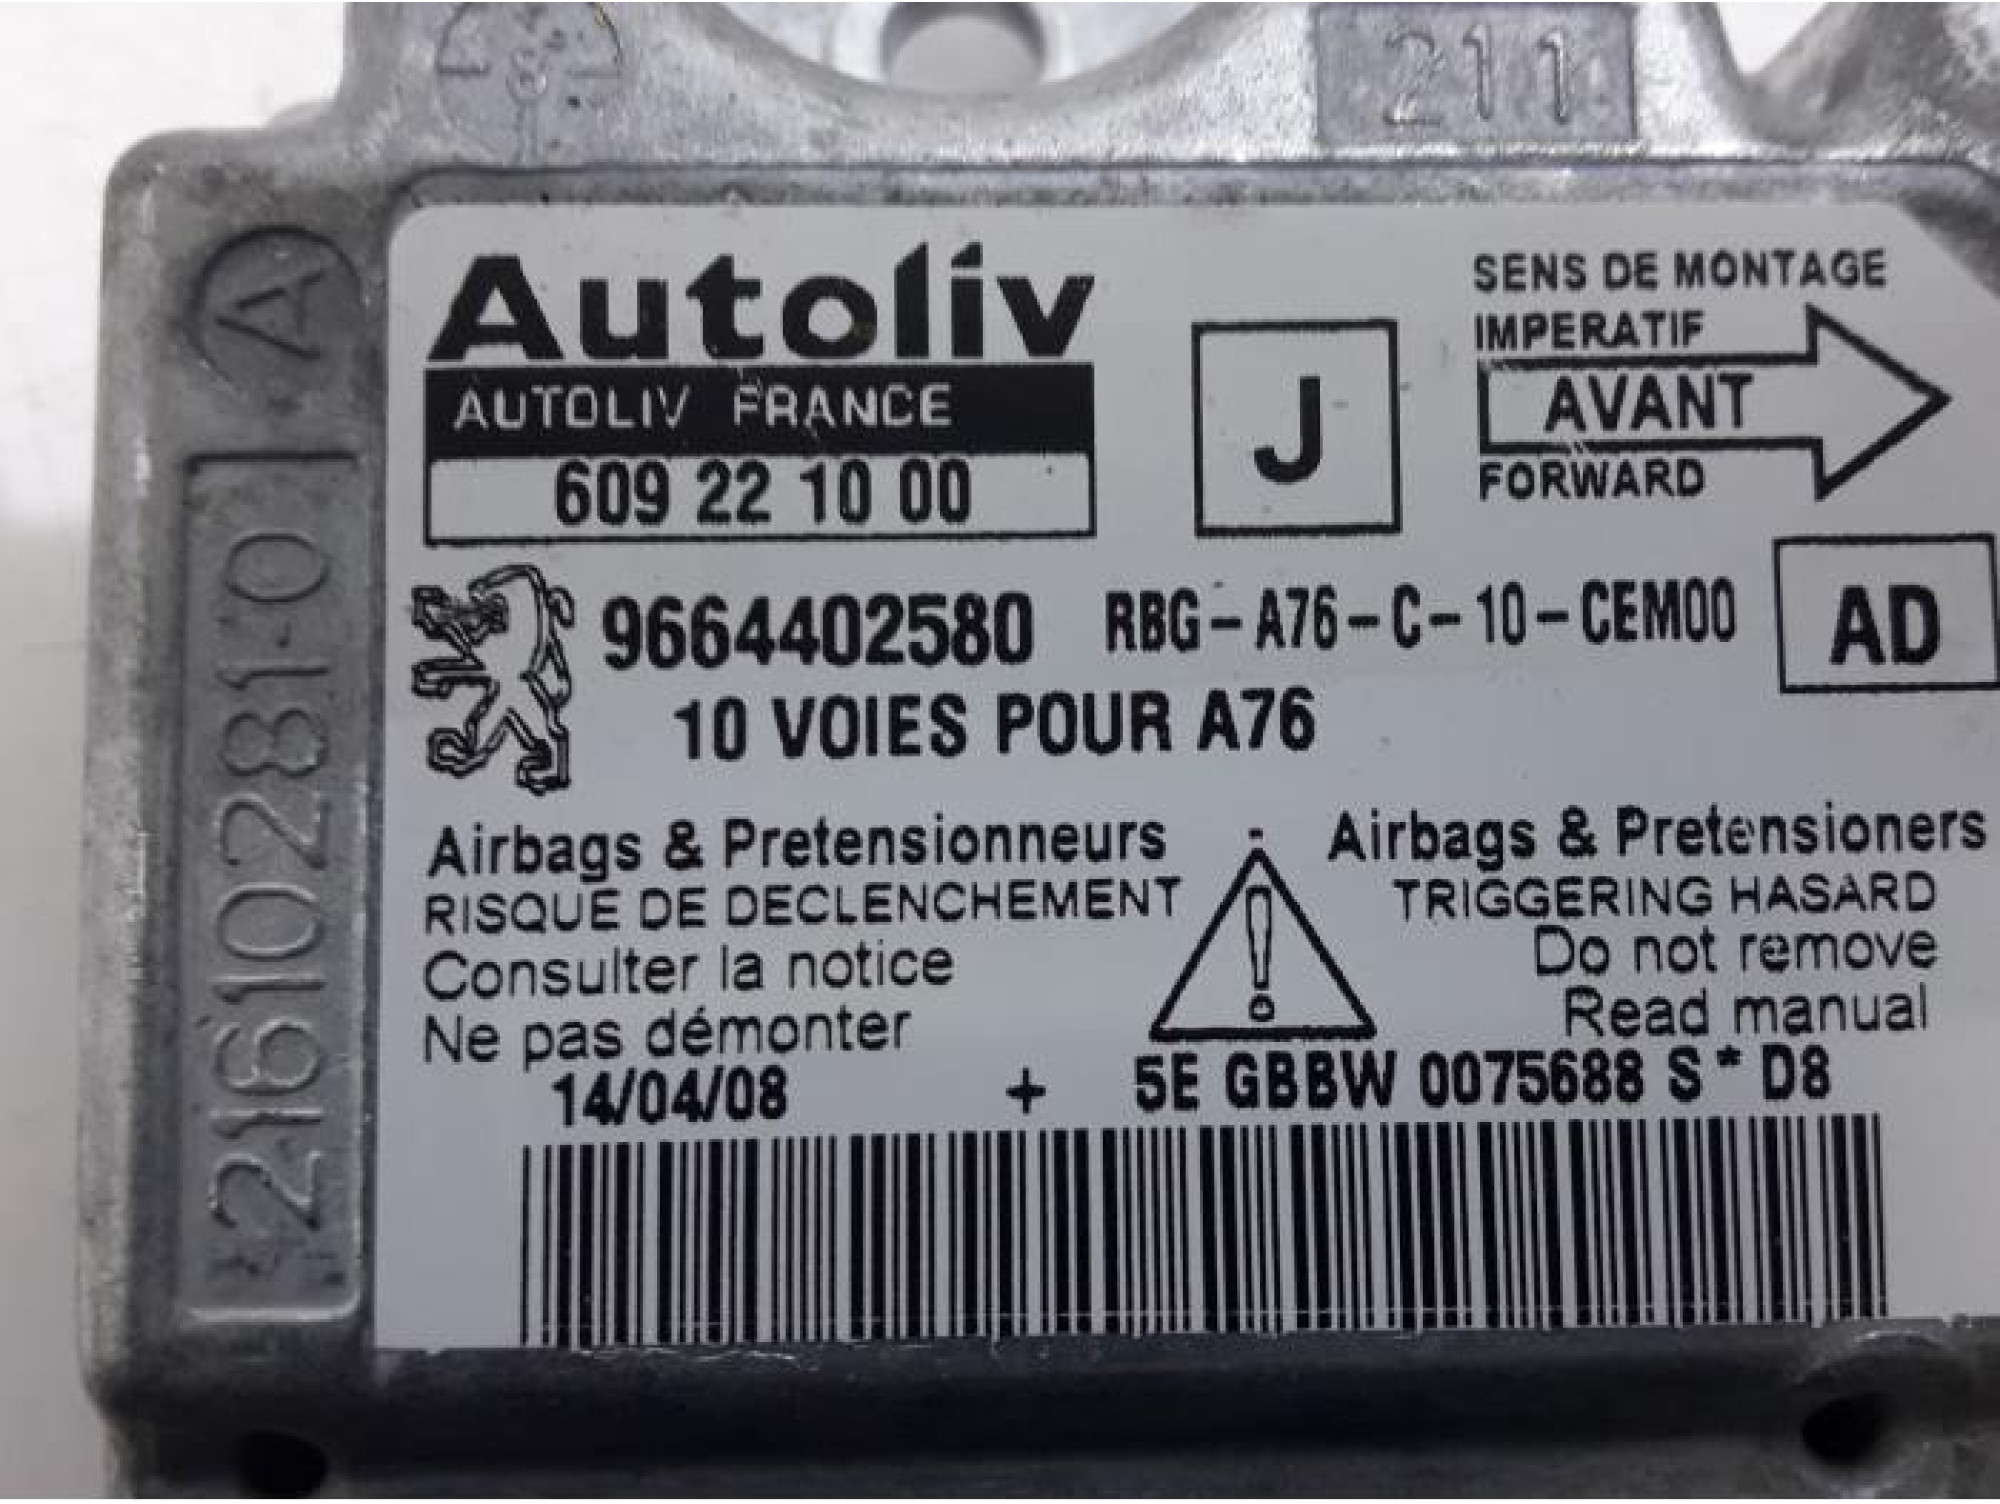 211
A
21610281-0
Autoliv
AUTOLIV FRANCE
609 22 10 00
J
SENS DE MONTAGE
IMPERATIF
AVANT
FORWARD
9664402580 RBG-A76-C-10-CEM00
AD
10 VOIES POUR A76
Airbags & Pretensionneurs - Airbags & Pretensioners
RISQUE DE DECLENCHEMENT ! TRIGGERING HASARD
Consulter la notice Do not remove
Ne pas démonter Read manual
14/04/08 + 5E GBBW 0075688 S * D8